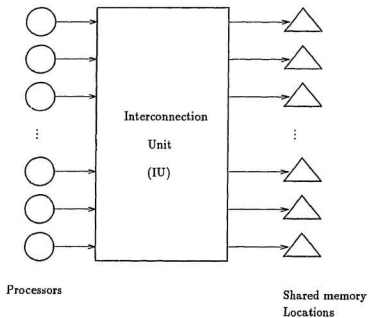 Interconnection
Unit
(IU)
Processors
Shared memory
Locations